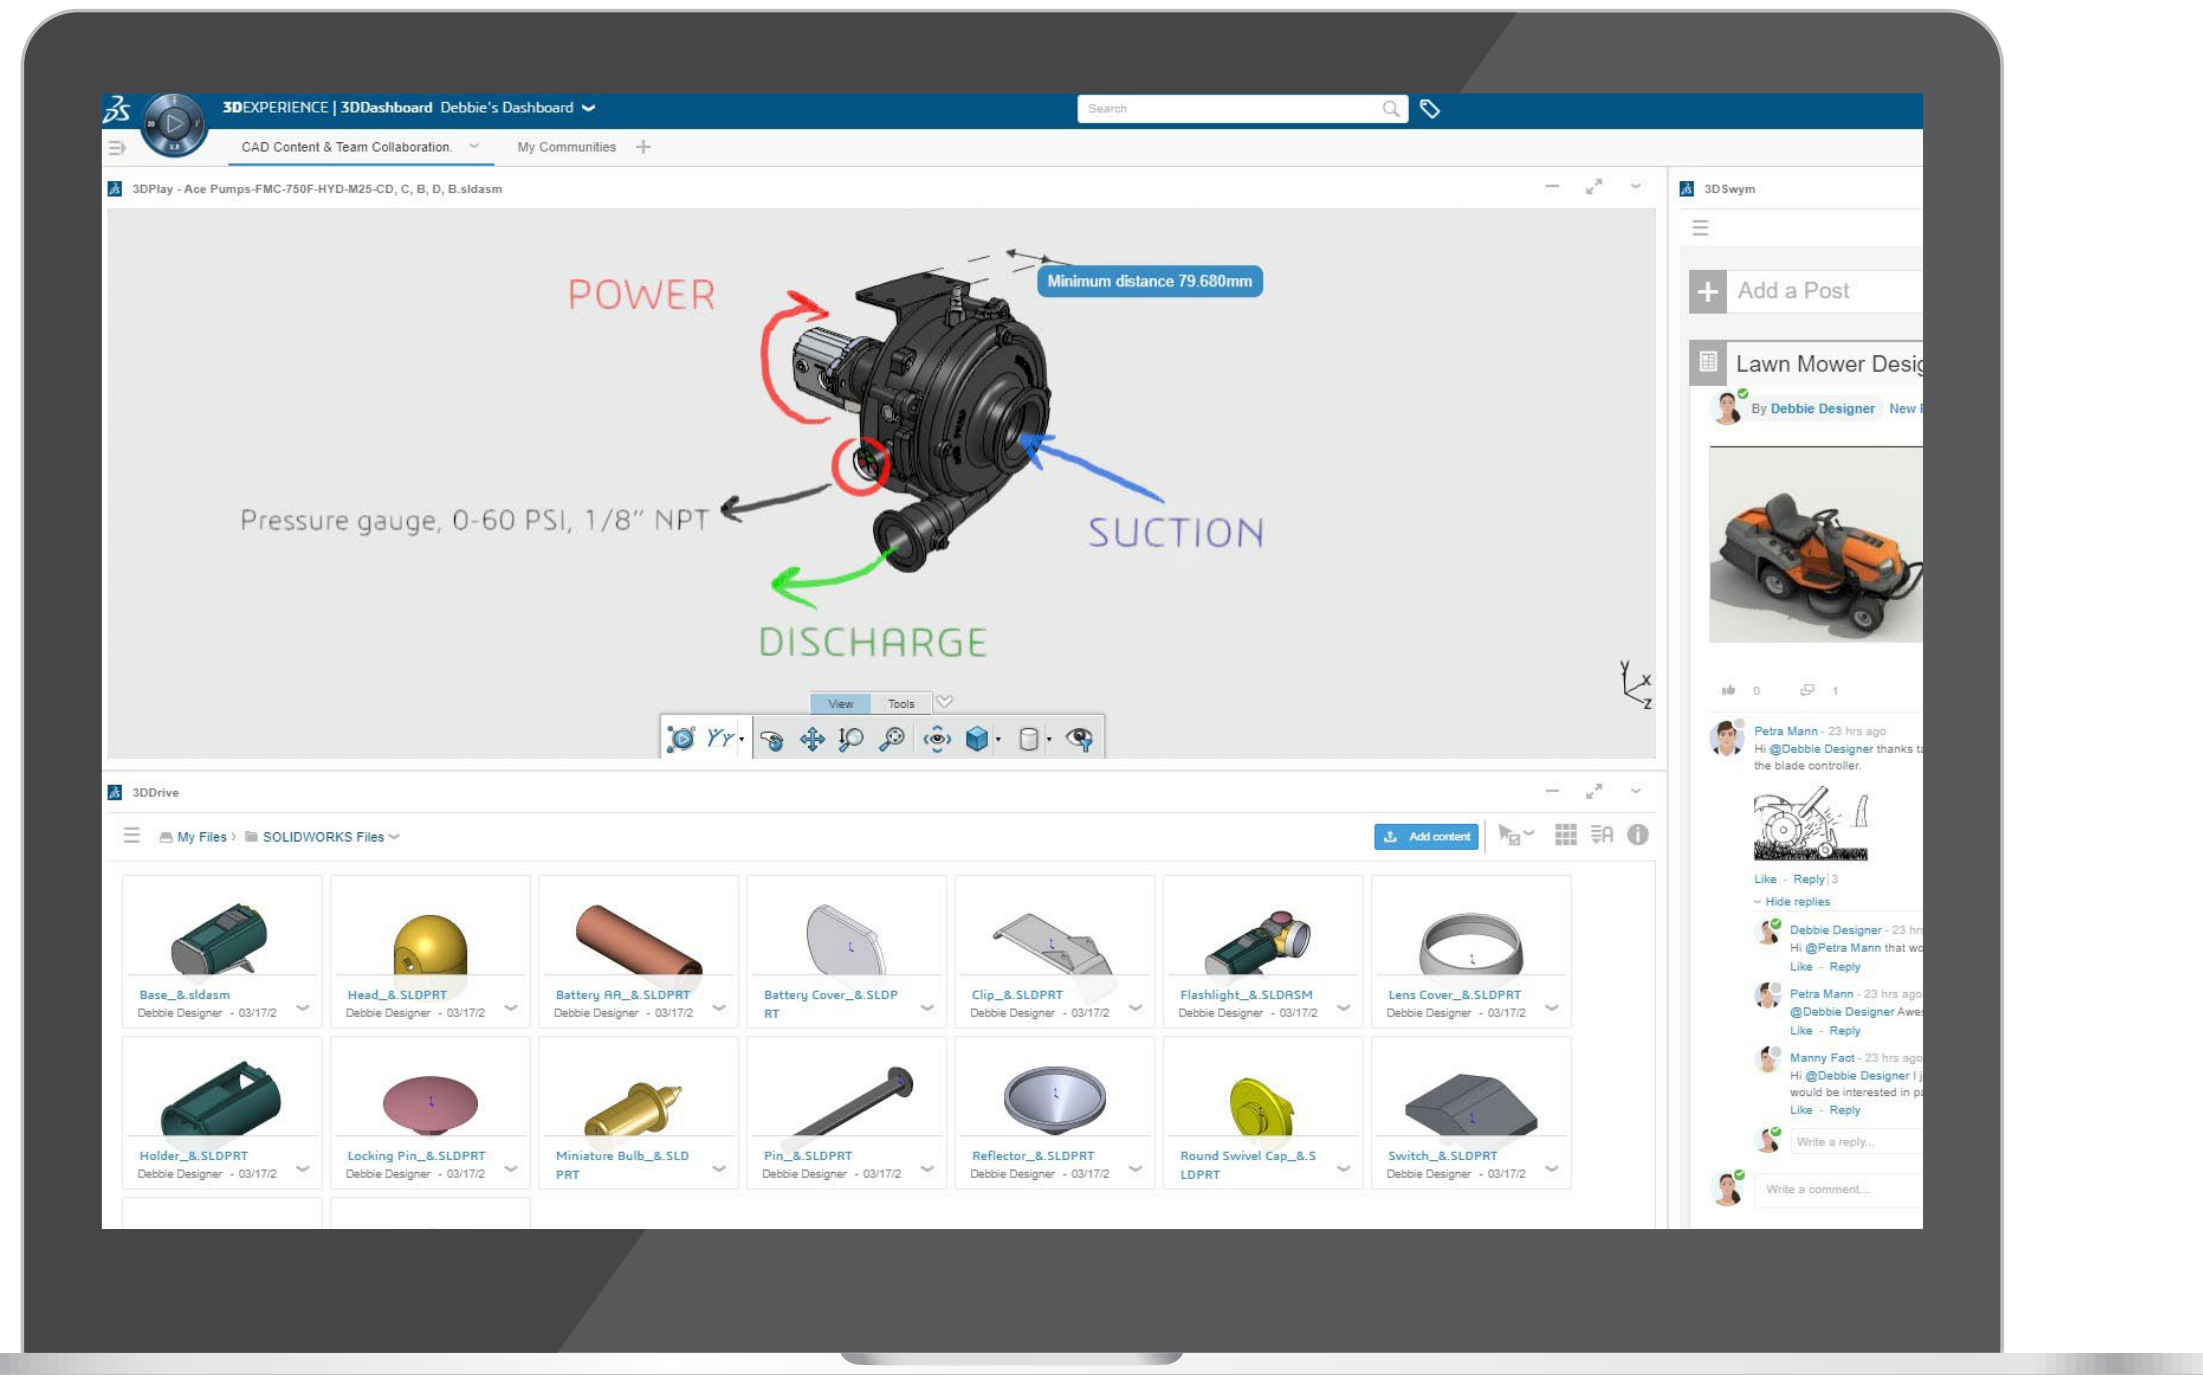 3DEXPERIENCE | 3DDashboard Debbie's Dashboard
Search
CAD Content & Team Collaboration.
My Communities
3DPlay - Ace Pumps-FMC-750F-HYD-M25-CD, C, B, D, B.sldasm
POWER
Minimum distance 79.680mm
Pressure gauge, 0-60 PSI, 1/8" NPT
SUCTION
DISCHARGE
y
x
z
View
Tools
3DDrive
My Files
SOLIDWORKS Files
Add content
Base_&.sldasm
Debbie Designer - 03/17/2
Head_&.SLDPRT
Debbie Designer - 03/17/2
Battery AA_&.SLDPRT
Debbie Designer - 03/17/2
Battery Cover_&.SLDP
RT
Clip_&.SLDPRT
Debbie Designer - 03/17/2
Flashlight_&.SLDASM
Debbie Designer - 03/17/2
Lens Cover_&.SLDPRT
Debbie Designer - 03/17/2
Holder_&.SLDPRT
Debbie Designer - 03/17/2
Locking Pin_&.SLDPRT
Debbie Designer - 03/17/2
Miniature Bulb_&.SLD
PRT
Pin_&.SLDPRT
Debbie Designer - 03/17/2
Reflector_&.SLDPRT
Debbie Designer - 03/17/2
Round Swivel Cap_&.S
LDPRT
Switch_&.SLDPRT
Debbie Designer - 03/17/2
3DSwym
Add a Post
Lawn Mower Desig
By Debbie Designer New
0
1
Petra Mann - 23 hrs ago
Hi @Debbie Designer thanks ta
the blade controller.
Like - Reply 3
Hide replies
Debbie Designer - 23 hrs
Hi @Petra Mann that wo
Like - Reply
Petra Mann - 23 hrs ago
@Debbie Designer Awe
Like - Reply
Manny Fact - 23 hrs ago
Hi @Debbie Designer I j
would be interested in pa
Like - Reply
Write a reply...
Write a comment...